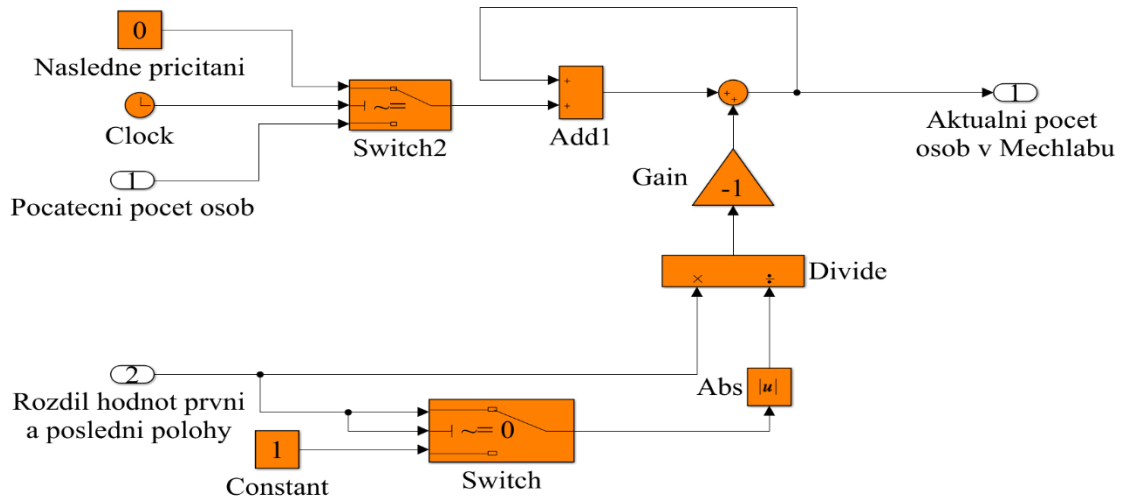 0
Nasledne pricitani
Clock
1
Pocatecni pocet osob
~=
Switch2
+
+
Add1
+
+
1
Aktualni pocet
osob v Mechlabu
Gain
-1
×
÷
Divide
2
Rozdil hodnot prvni
a posledni polohy
Abs
|u|
1
Constant
~= 0
Switch